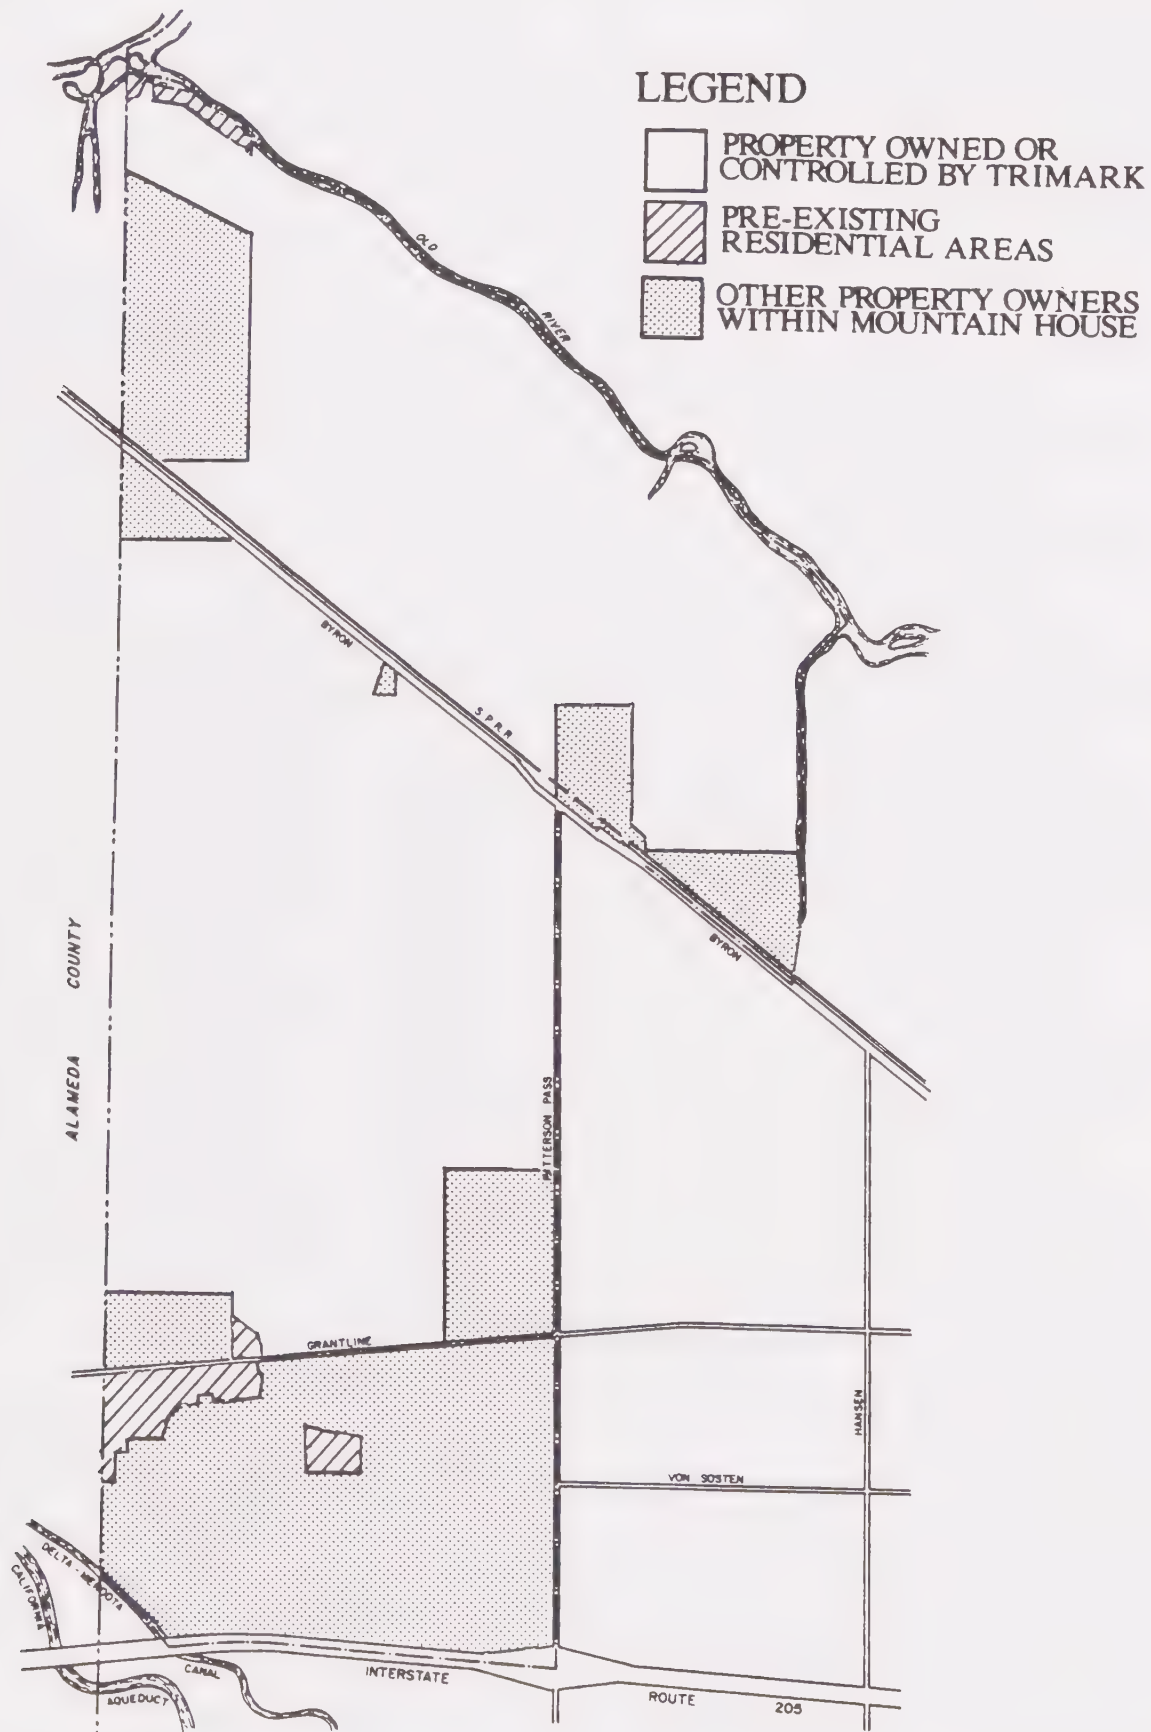 LEGEND
PROPERTY OWNED OR
CONTROLLED BY TRIMARK
PRE-EXISTING
RESIDENTIAL AREAS
OTHER PROPERTY OWNERS
WITHIN MOUNTAIN HOUSE
OLD
RIVER
BYRON
S.P.R.R
BYRON
ALAMEDA COUNTY
PATTERSON PASS
GRANTLINE
HANSEN
VON SOSTEN
DELTA - MENDOTA
CANAL
CALIFORNIA
AQUEDUCT
INTERSTATE
ROUTE 205